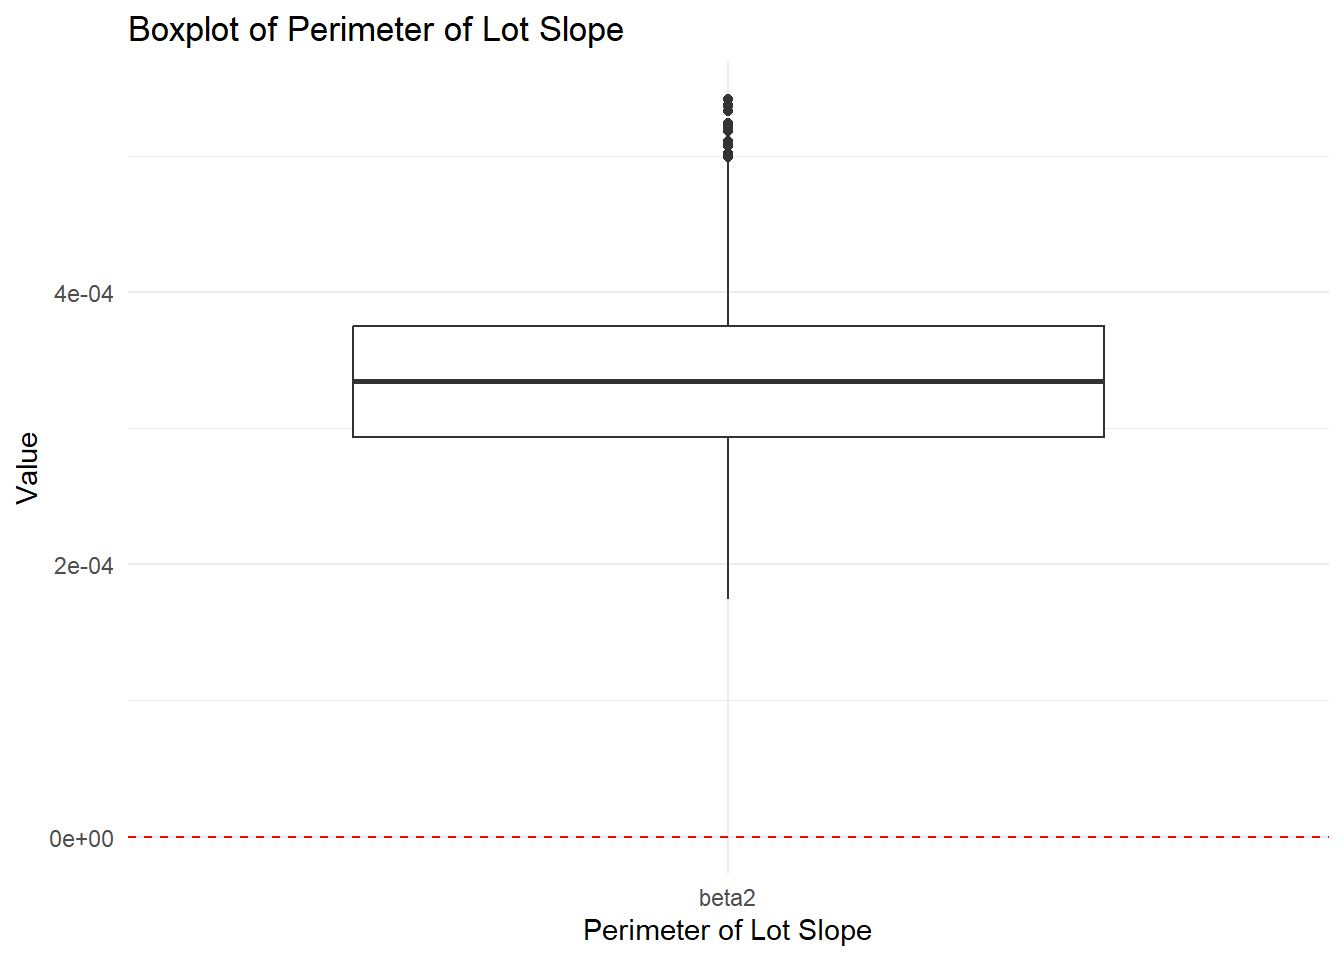 Boxplot of Perimeter of Lot Slope
Value
4e-04
2e-04
0e+00
beta2
Perimeter of Lot Slope